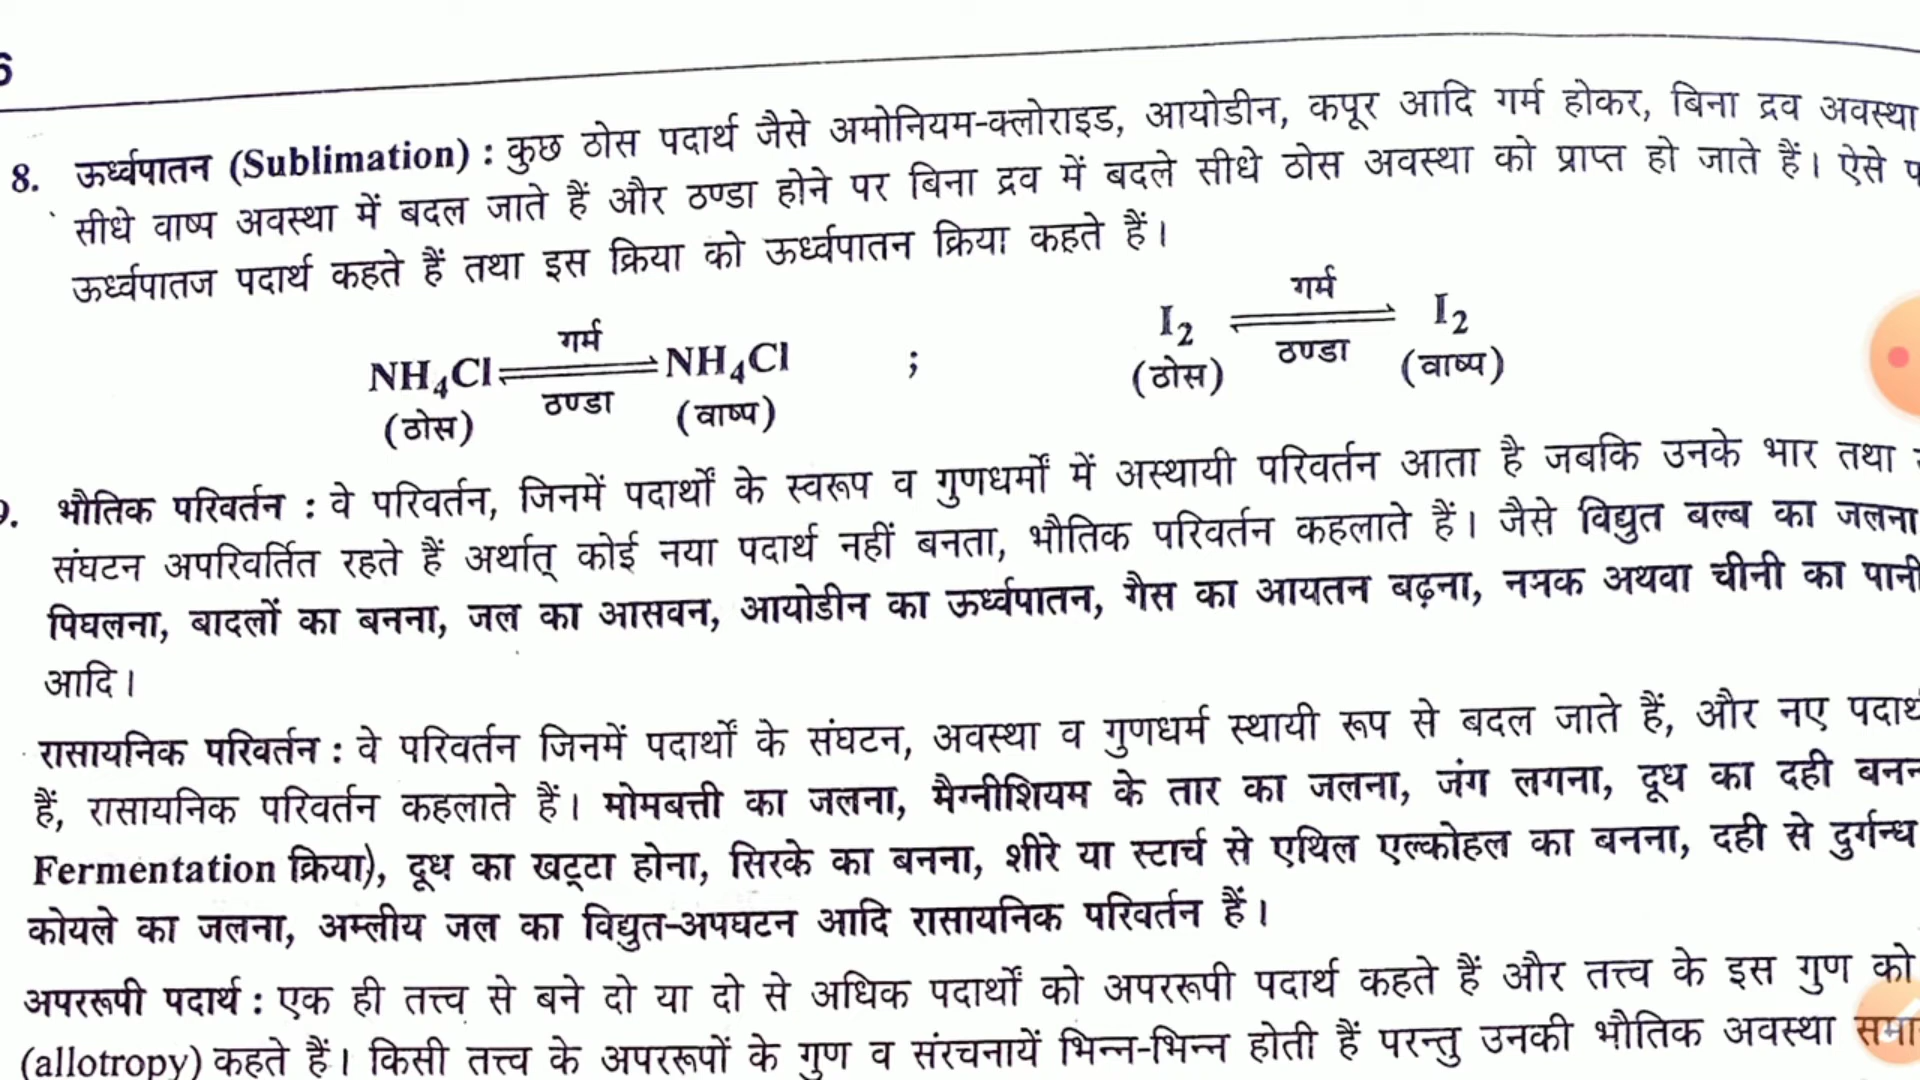 8. ऊर्ध्वपातन (Sublimation) : कुछ ठोस पदार्थ जैसे अमोनियम-क्लोराइड, आयोडीन, कपूर आदि गर्म होकर, बिना द्रव अवस्था
सीधे वाष्प अवस्था में बदल जाते हैं और ठण्डा होने पर बिना द्रव में बदले सीधे ठोस अवस्था को प्राप्त हो जाते हैं। ऐसे
ऊर्ध्वपातज पदार्थ कहते हैं तथा इस क्रिया को ऊर्ध्वपातन क्रिया कहते हैं।
NH₄Cl ⇌ NH₄Cl ; I₂ ⇌ I₂
गर्म गर्म
ठण्डा ठण्डा
(ठोस) (वाष्प) (ठोस) (वाष्प)
भौतिक परिवर्तन : वे परिवर्तन, जिनमें पदार्थों के स्वरूप व गुणधर्मों में अस्थायी परिवर्तन आता है जबकि उनके भार तथा
संघटन अपरिवर्तित रहते हैं अर्थात् कोई नया पदार्थ नहीं बनता, भौतिक परिवर्तन कहलाते हैं। जैसे विद्युत बल्ब का जलना
पिघलना, बादलों का बनना, जल का आसवन, आयोडीन का ऊर्ध्वपातन, गैस का आयतन बढ़ना, नमक अथवा चीनी का पानी
आदि।
रासायनिक परिवर्तन : वे परिवर्तन जिनमें पदार्थों के संघटन, अवस्था व गुणधर्म स्थायी रूप से बदल जाते हैं, और नए पदार्थ
हैं, रासायनिक परिवर्तन कहलाते हैं। मोमबत्ती का जलना, मैग्नीशियम के तार का जलना, जंग लगना, दूध का दही
Fermentation क्रिया), दूध का खट्टा होना, सिरके का बनना, शीरे या स्टार्च से एथिल एल्कोहल का बनना, दही से दुर्गन्ध
कोयले का जलना, अम्लीय जल का विद्युत-अपघटन आदि रासायनिक परिवर्तन हैं।
अपररूपी पदार्थ : एक ही तत्त्व से बने दो या दो से अधिक पदार्थों को अपररूपी पदार्थ कहते हैं और तत्त्व के इस गुण को
(allotropy) कहते हैं। किसी तत्त्व के अपररूपों के गुण व संरचनायें भिन्न-भिन्न होती हैं परन्तु उनकी भौतिक अवस्था